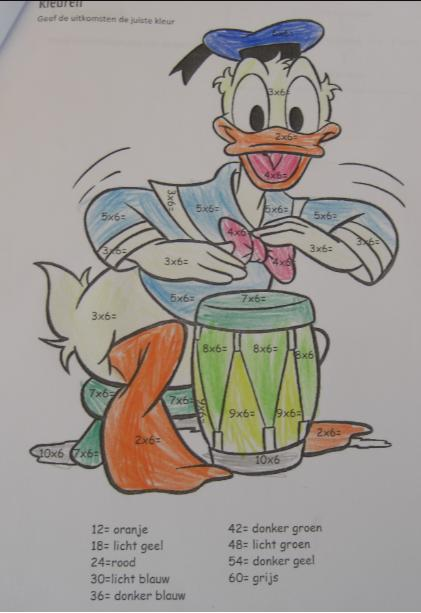 Kleuren
Geef de uitkomsten de juiste kleur
6x6=
3x6=
2x6=
4x6=
3x6=
5x6=
5x6=
5x6=
5x6=
4x6=
4x6=
3x6=
3x6=
3x6=
3x6=
5x6=
7x6=
3x6=
8x6=
8x6=
8x6
7x6=
7x6=
9x6=
9x6=
9x6=
2x6=
2x6=
10x6
7x6=
10x6
12= oranje
18= licht geel
24=rood
30=licht blauw
36= donker blauw
42= donker groen
48= licht groen
54= donker geel
60= grijs